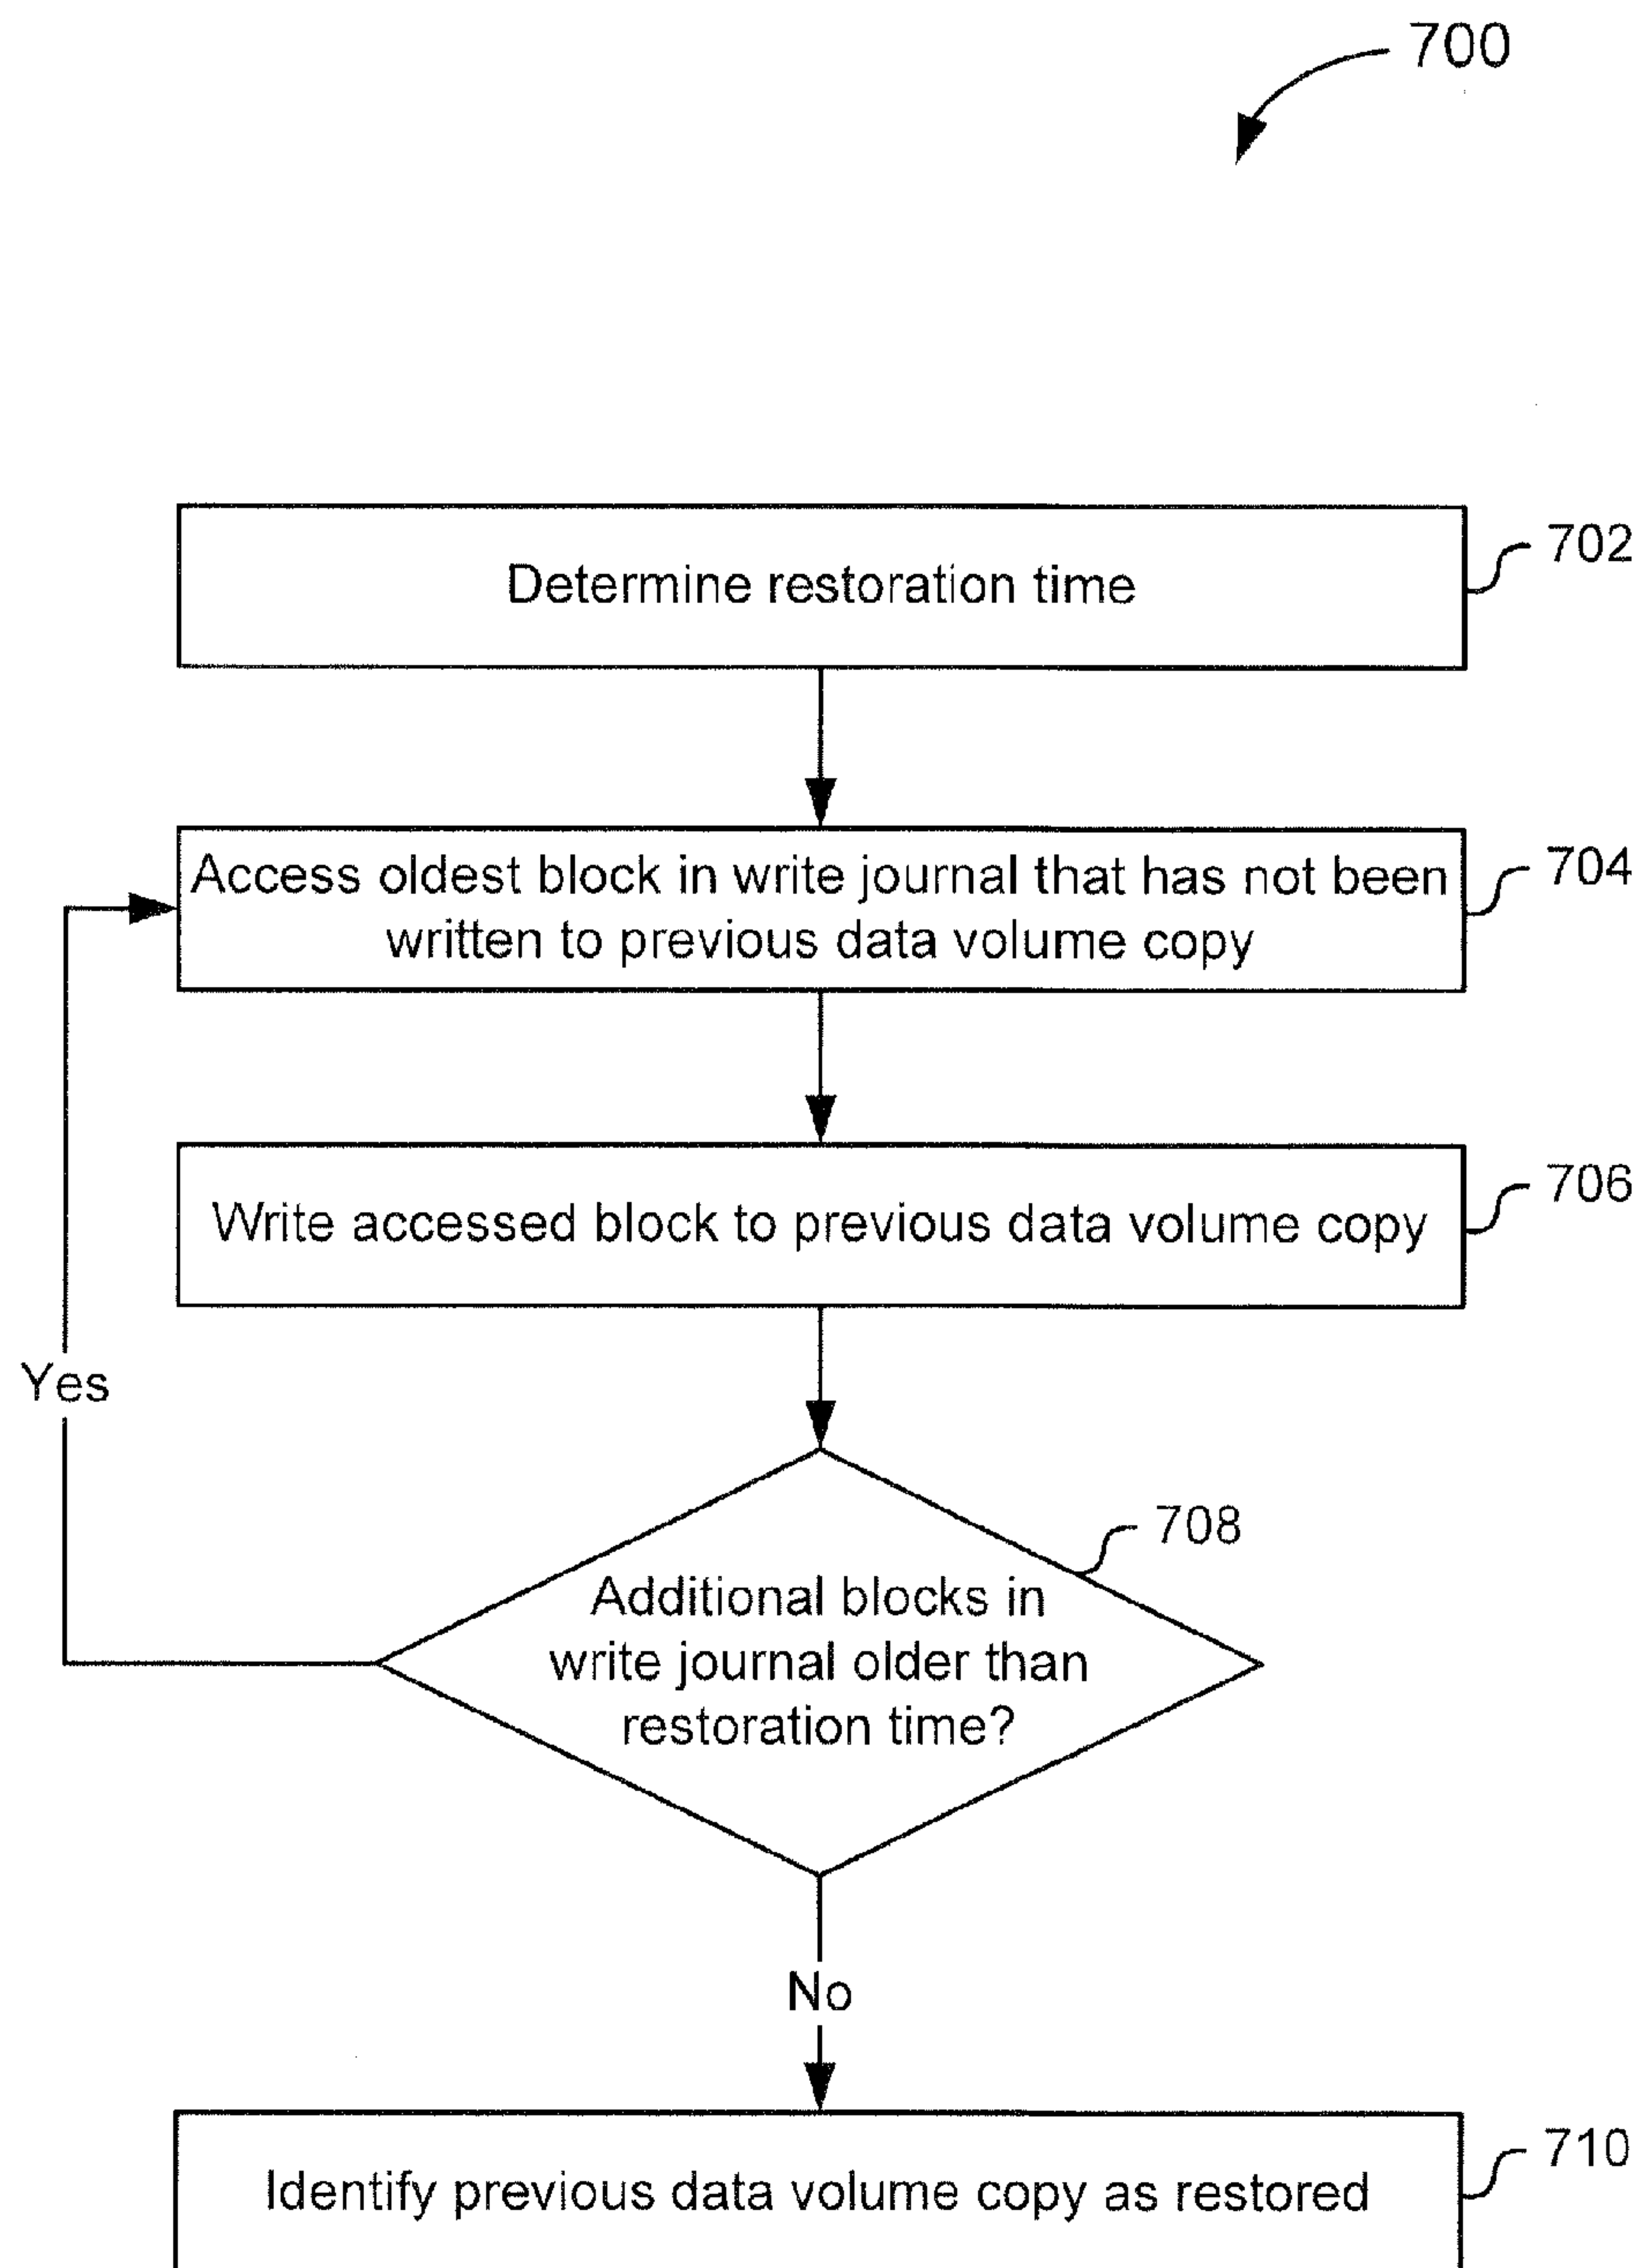 700
Determine restoration time
702
Access oldest block in write journal that has not been
written to previous data volume copy
704
Write accessed block to previous data volume copy
706
Yes
708
Additional blocks in
write journal older than
restoration time?
No
Identify previous data volume copy as restored
710